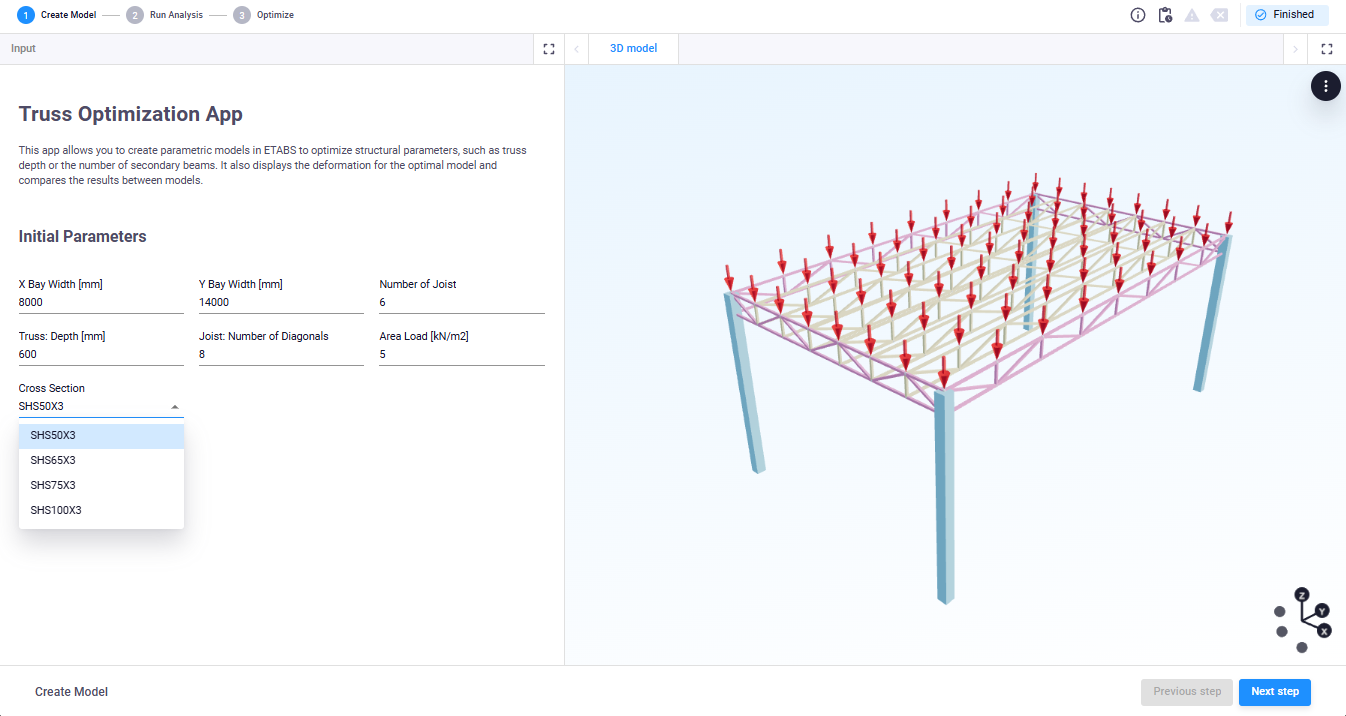 1 Create Model 2 Run Analysis 3 Optimize Finished
Input 3D model
Truss Optimization App
This app allows you to create parametric models in ETABS to optimize structural parameters, such as truss
depth or the number of secondary beams. It also displays the deformation for the optimal model and
compares the results between models.
Initial Parameters
X Bay Width [mm] Y Bay Width [mm] Number of Joist
8000 14000 6
Truss: Depth [mm] Joist: Number of Diagonals Area Load [kN/m2]
600 8 5
Cross Section
SHS50X3
SHS50X3
SHS65X3
SHS75X3
SHS100X3
Z
Y
X
Create Model Previous step Next step